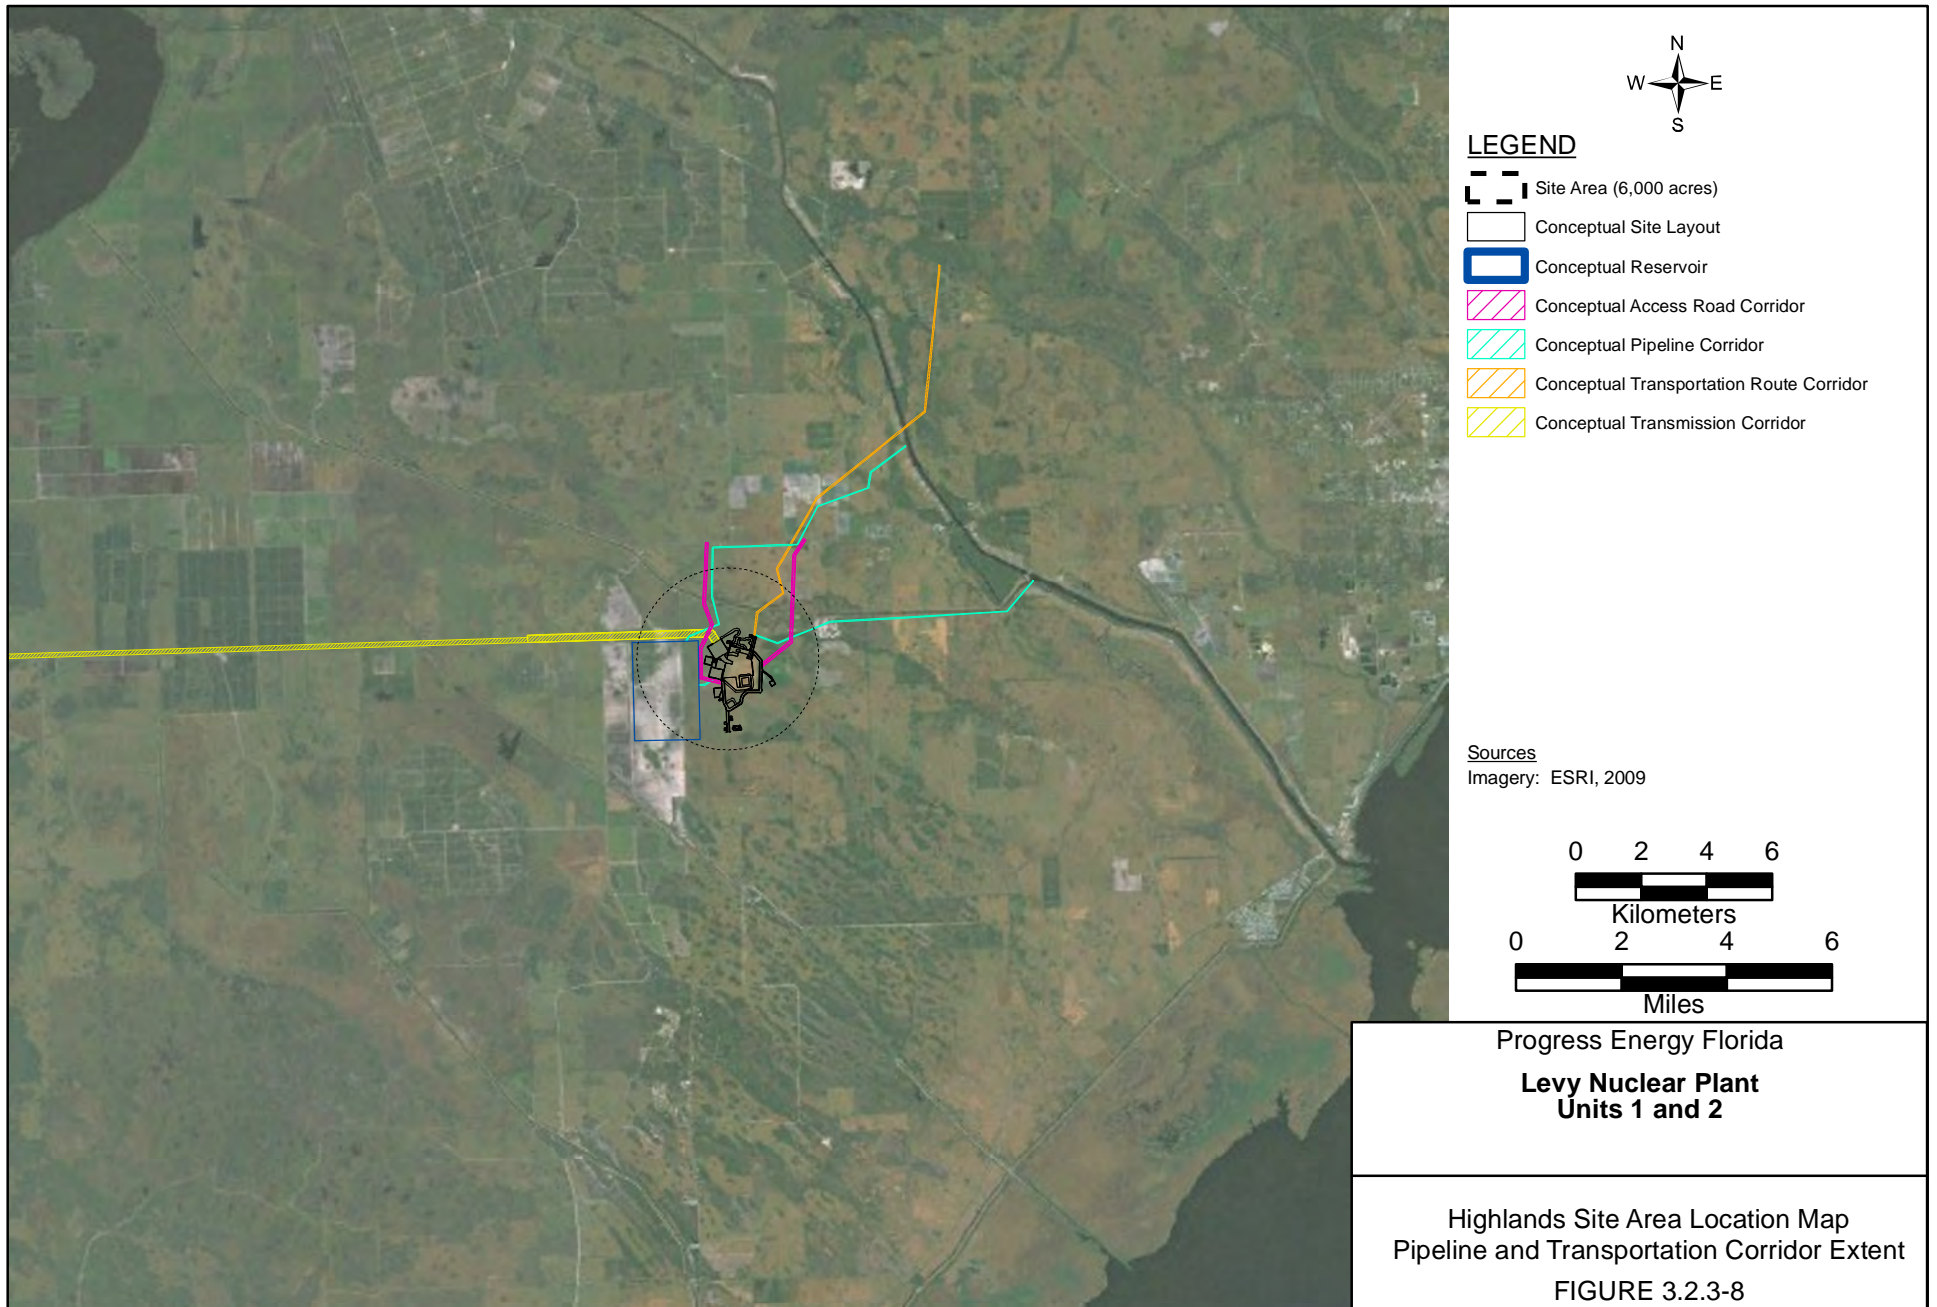 N
W E
S
LEGEND
Site Area (6,000 acres)
Conceptual Site Layout
Conceptual Reservoir
Conceptual Access Road Corridor
Conceptual Pipeline Corridor
Conceptual Transportation Route Corridor
Conceptual Transmission Corridor
Sources
Imagery: ESRI, 2009
0 2 4 6
Kilometers
0 2 4 6
Miles
Progress Energy Florida
Levy Nuclear Plant
Units 1 and 2
Highlands Site Area Location Map
Pipeline and Transportation Corridor Extent
FIGURE 3.2.3-8